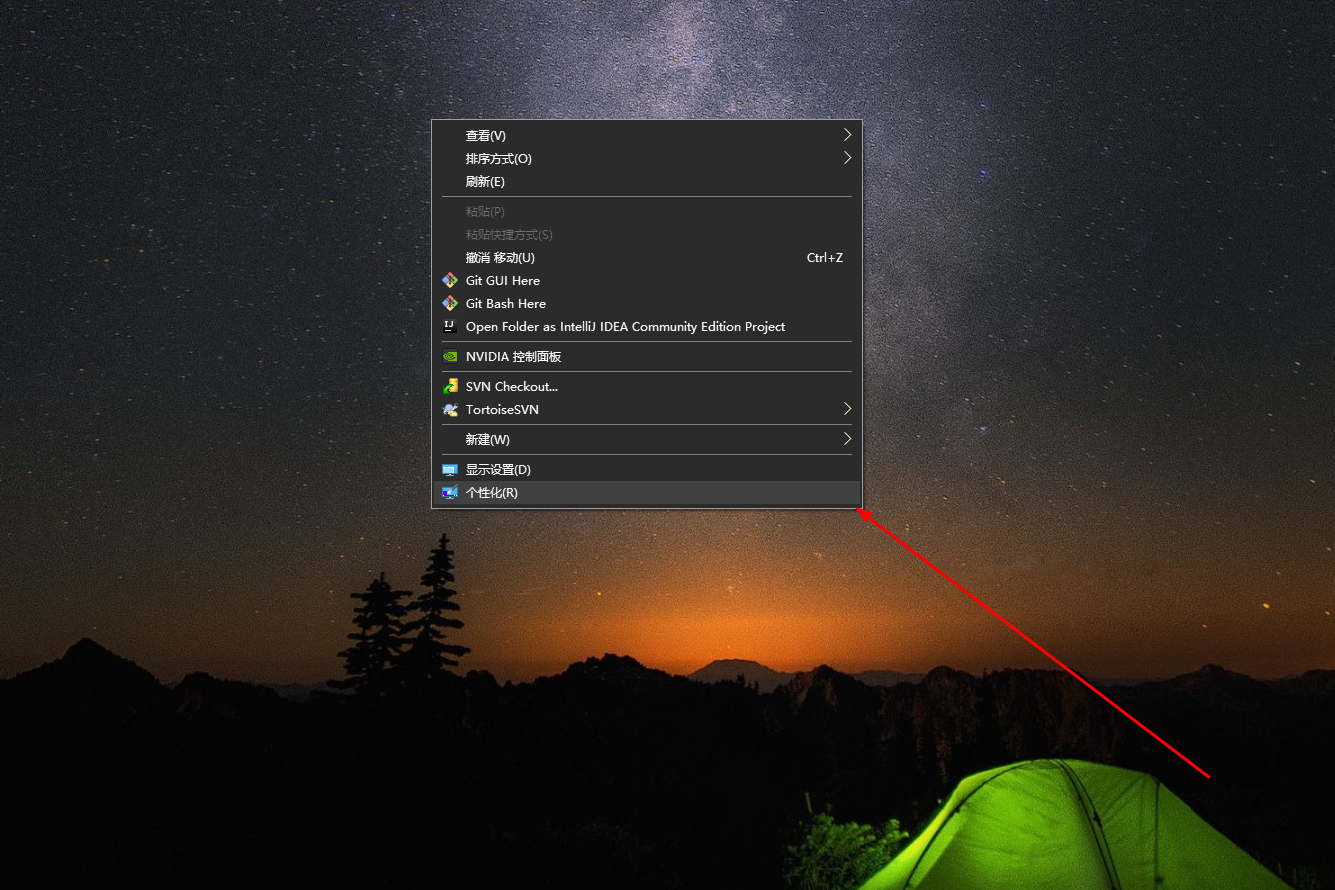 查看(V)
排序方式(O)
刷新(E)
粘贴(P)
粘贴快捷方式(S)
撤消 移动(U) Ctrl+Z
Git GUI Here
Git Bash Here
Open Folder as IntelliJ IDEA Community Edition Project
NVIDIA 控制面板
SVN Checkout...
TortoiseSVN
新建(W)
显示设置(D)
个性化(R)